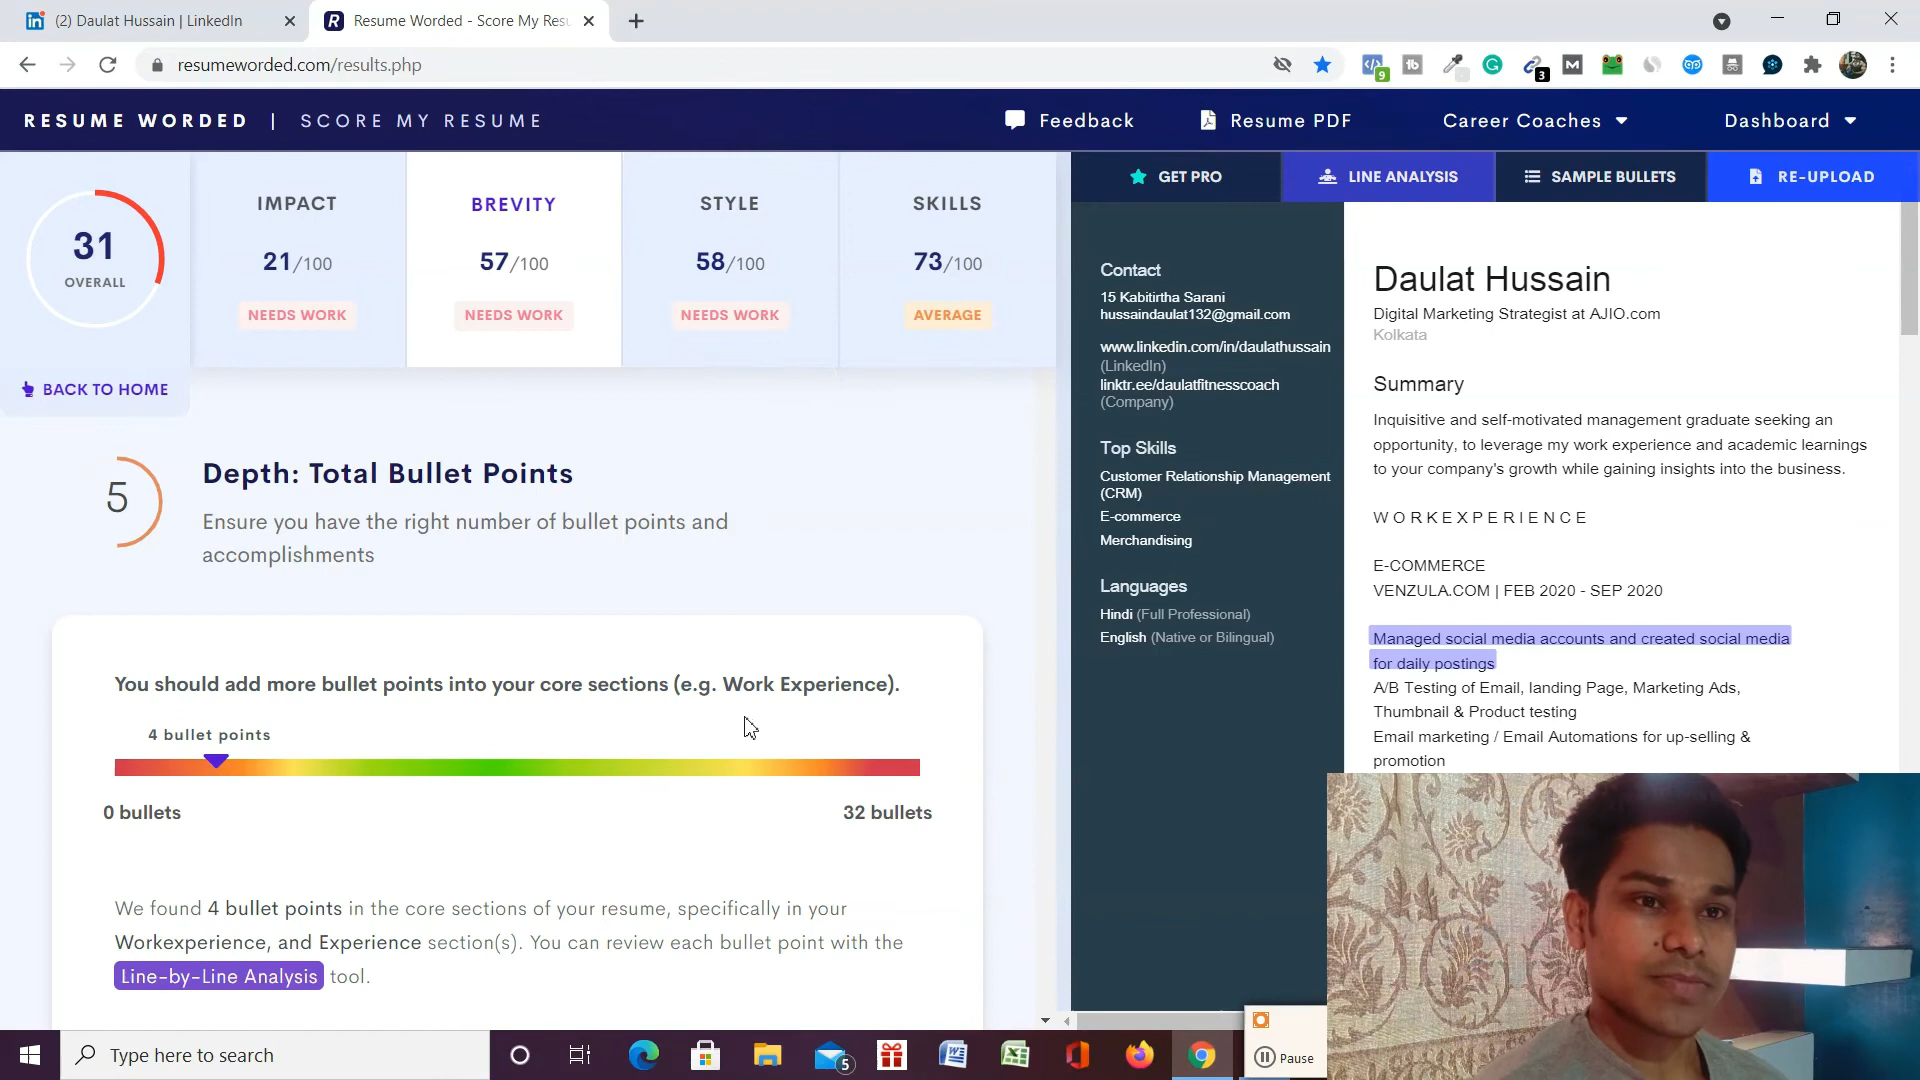 (2) Daulat Hussain | LinkedIn
Resume Worded - Score My Resu
resumeworded.com/results.php
9
3
RESUME WORDED | SCORE MY RESUME
Feedback
Resume PDF
Career Coaches
Dashboard
31
OVERALL
BACK TO HOME
IMPACT
21/100
NEEDS WORK
BREVITY
57/100
NEEDS WORK
STYLE
58/100
NEEDS WORK
SKILLS
73/100
AVERAGE
5
Depth: Total Bullet Points
Ensure you have the right number of bullet points and
accomplishments
You should add more bullet points into your core sections (e.g. Work Experience).
4 bullet points
0 bullets
32 bullets
We found 4 bullet points in the core sections of your resume, specifically in your
Workexperience, and Experience section(s). You can review each bullet point with the
Line-by-Line Analysis tool.
GET PRO
LINE ANALYSIS
SAMPLE BULLETS
RE-UPLOAD
Contact
15 Kabitirtha Sarani
hussaindaulat132@gmail.com
www.linkedin.com/in/daulathussain
(LinkedIn)
linktr.ee/daulatfitnesscoach
(Company)
Top Skills
Customer Relationship Management
(CRM)
E-commerce
Merchandising
Languages
Hindi (Full Professional)
English (Native or Bilingual)
Daulat Hussain
Digital Marketing Strategist at AJIO.com
Kolkata
Summary
Inquisitive and self-motivated management graduate seeking an
opportunity, to leverage my work experience and academic learnings
to your company's growth while gaining insights into the business.
W O R K E X P E R I E N C E
E-COMMERCE
VENZULA.COM | FEB 2020 - SEP 2020
Managed social media accounts and created social media
for daily postings
A/B Testing of Email, landing Page, Marketing Ads,
Thumbnail & Product testing
Email marketing / Email Automations for up-selling &
promotion
Type here to search
5
Pause